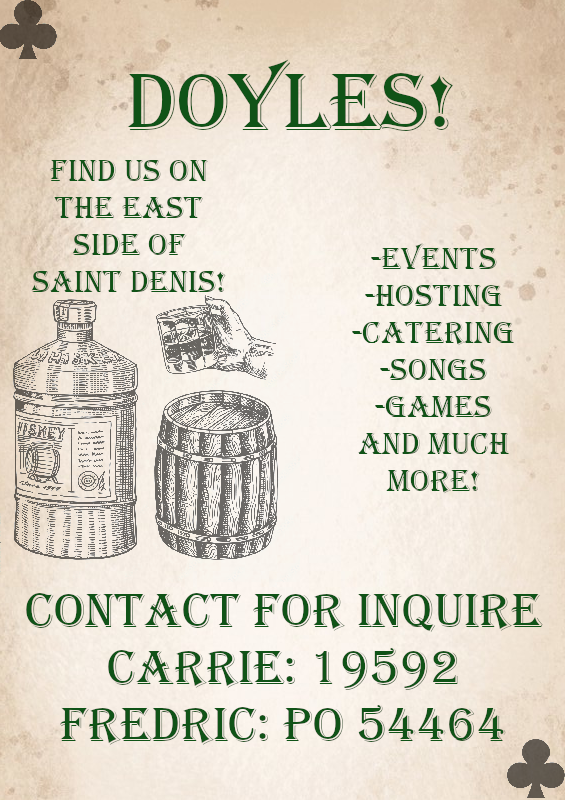 DOYLES!
FIND US ON
THE EAST
SIDE OF
SAINT DENIS!
-EVENTS
-HOSTING
-CATERING
-SONGS
-GAMES
AND MUCH
MORE!
WHISKEY
CONTACT FOR INQUIRE
CARRIE: 19592
FREDRIC: PO 54464